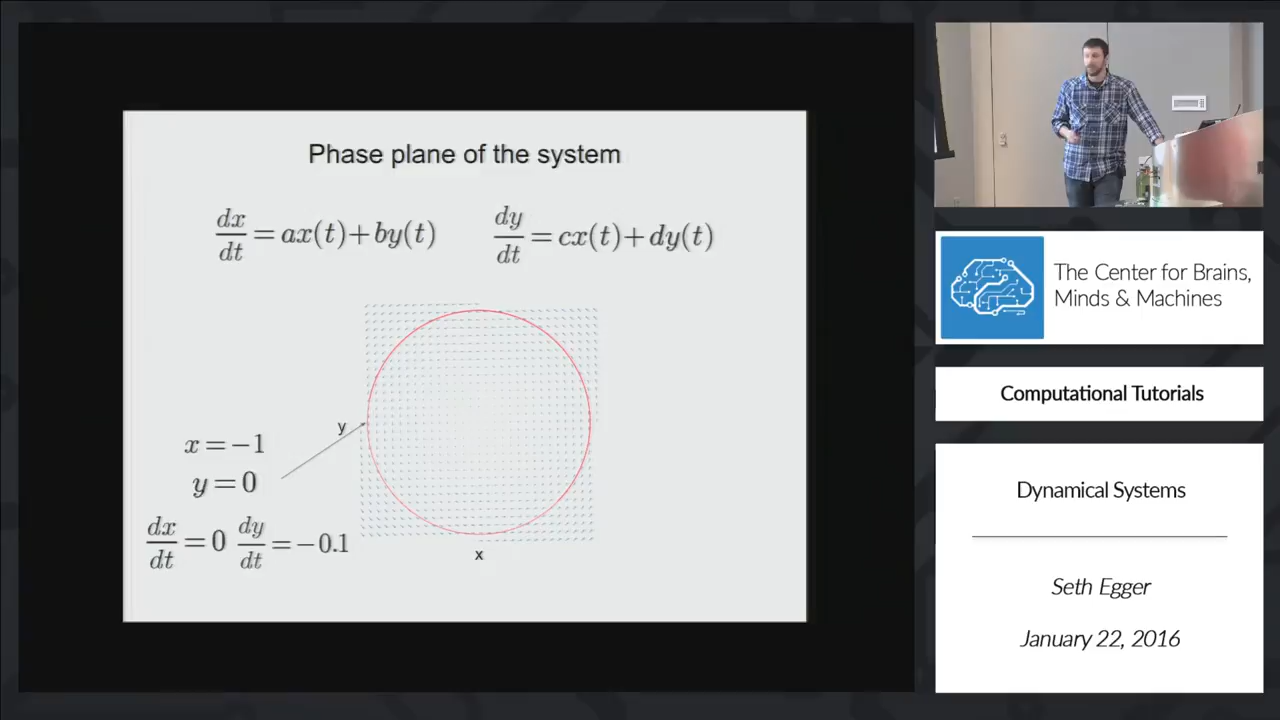 Phase plane of the system
dx/dt = ax(t)+by(t)  dy/dt = cx(t)+dy(t)
y
x=−1
y=0
dx/dt = 0  dy/dt = −0.1
x
The Center for Brains,
Minds & Machines
Computational Tutorials
Dynamical Systems
Seth Egger
January 22, 2016